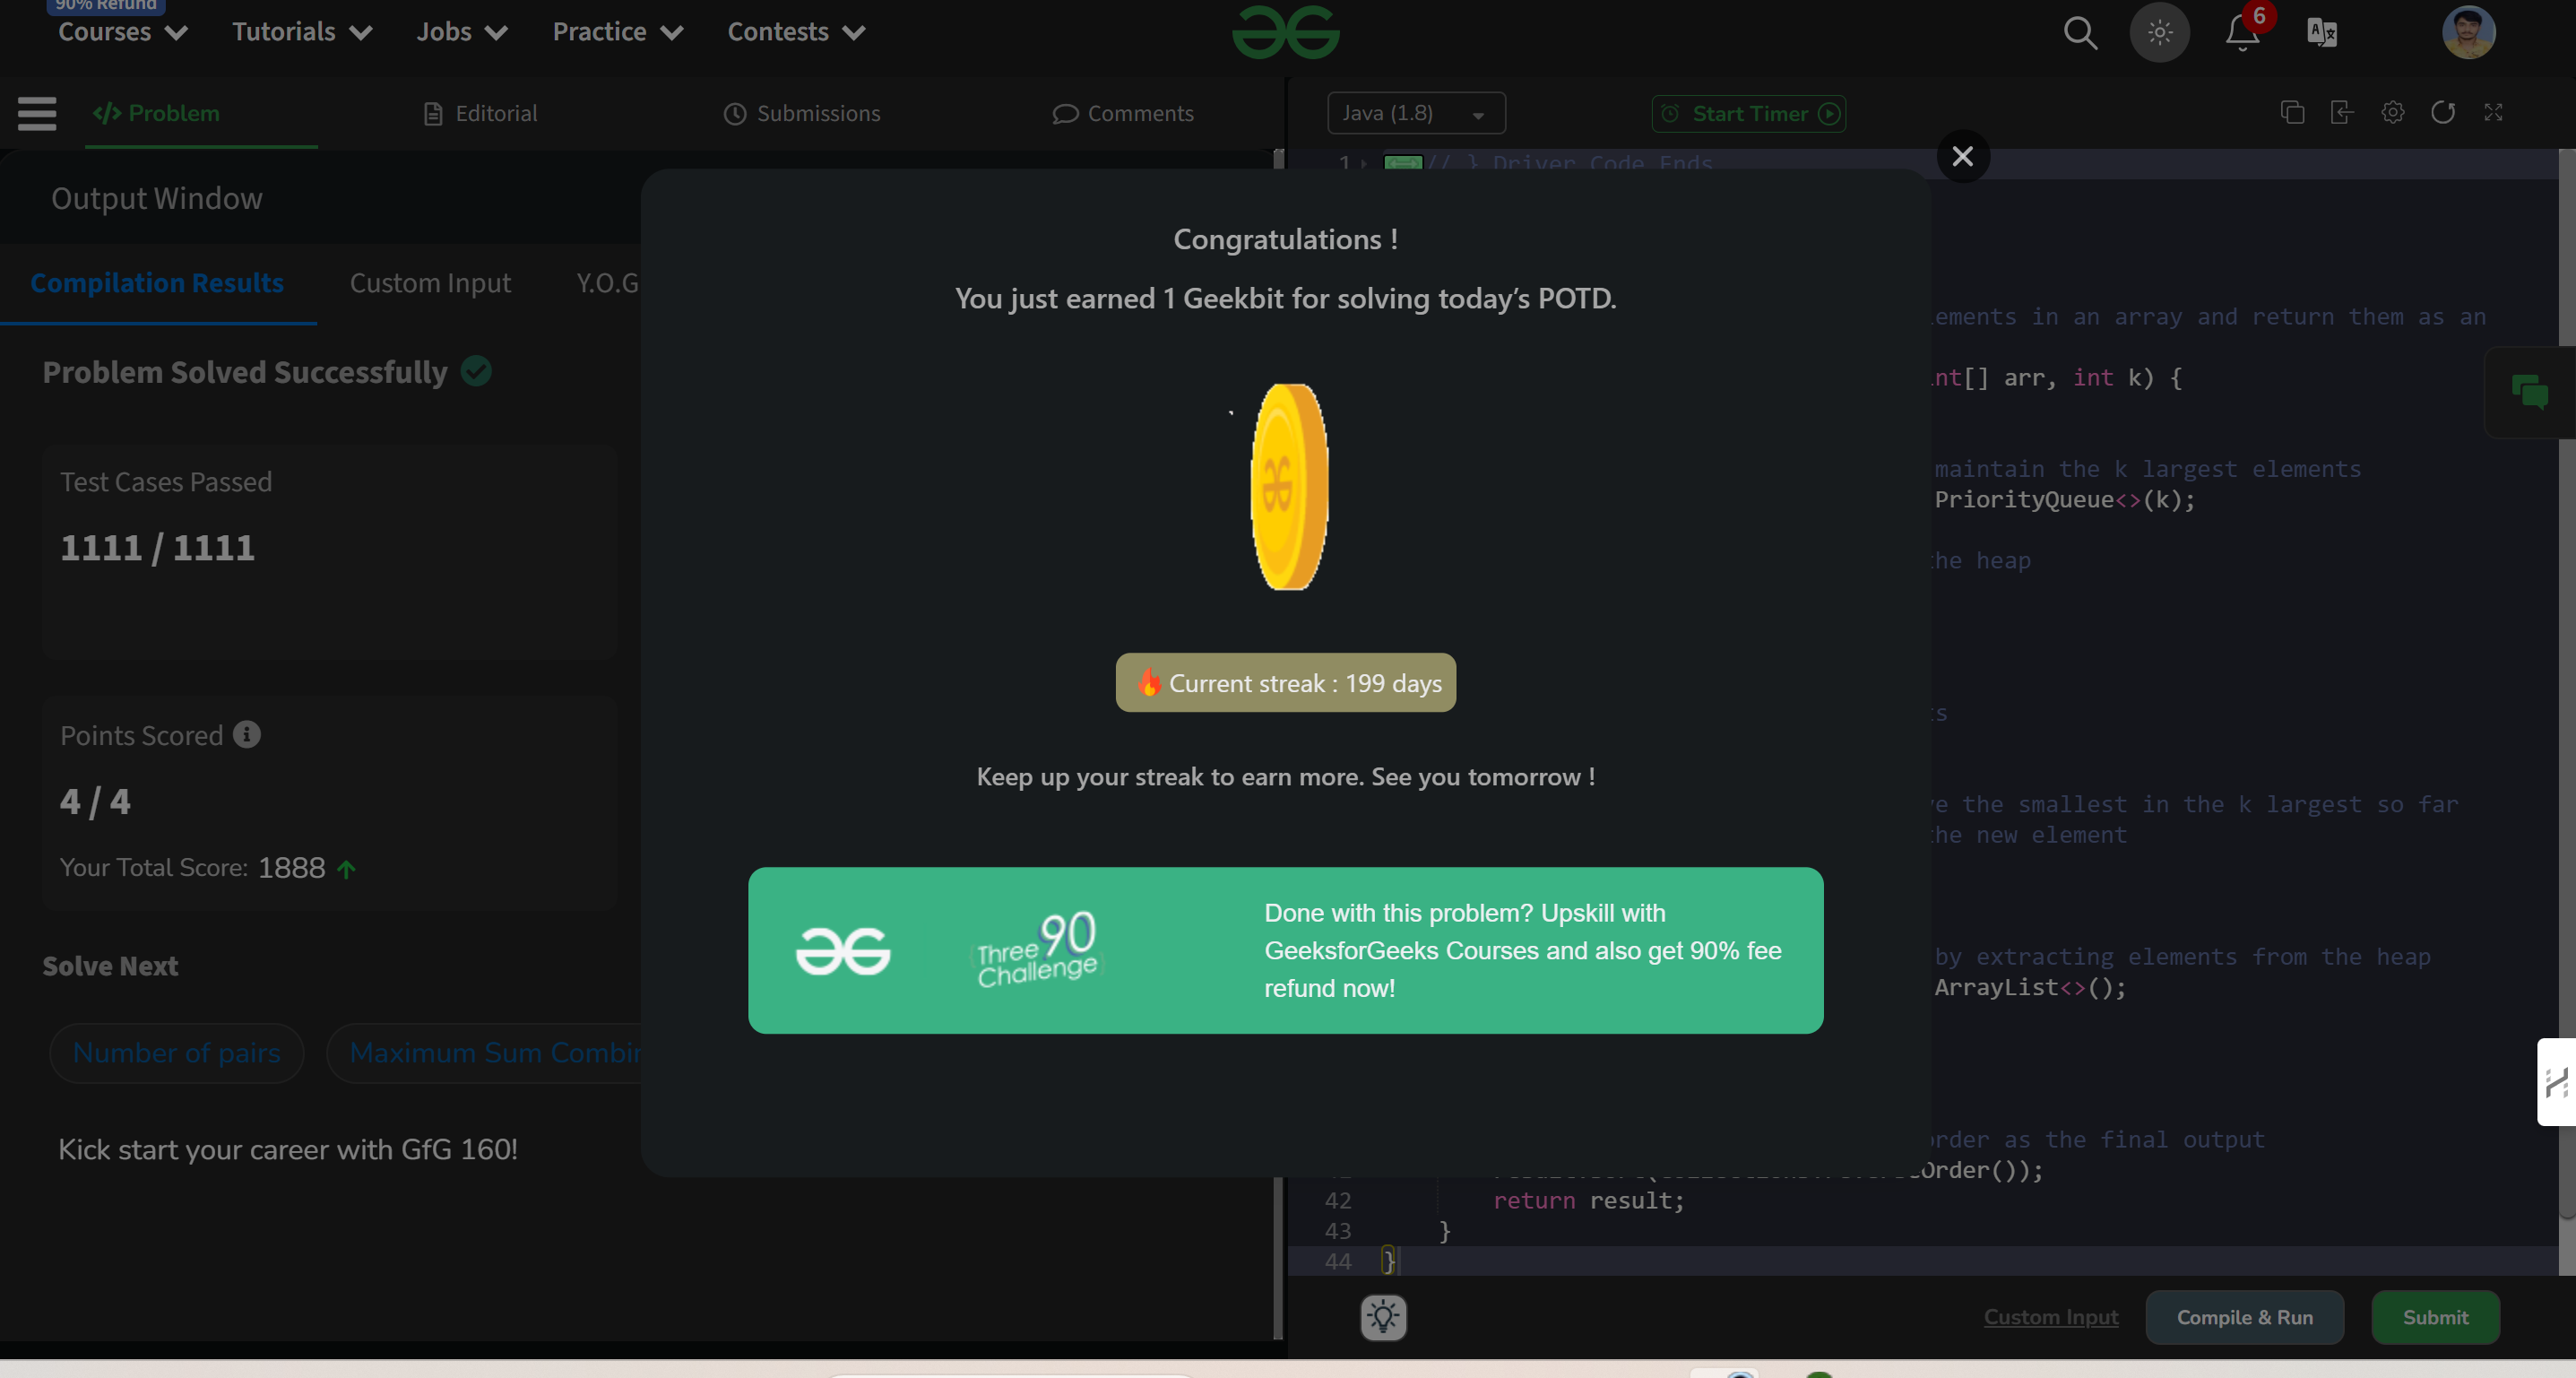 90% Refund
Courses
Tutorials
Jobs
Practice
Contests
6
Problem
Editorial
Submissions
Comments
Java (1.8)
Start Timer
Output Window
1
// } Driver Code Ends
Compilation Results
Custom Input
Y.O.G
Congratulations !
You just earned 1 Geekbit for solving today’s POTD.
Problem Solved Successfully
Test Cases Passed
1111 / 1111
Points Scored
4 / 4
Your Total Score: 1888
Solve Next
Number of pairs
Maximum Sum Combin
Kick start your career with GfG 160!
Current streak : 199 days
Keep up your streak to earn more. See you tomorrow !
Three 90
Challenge
Done with this problem? Upskill with
GeeksforGeeks Courses and also get 90% fee
refund now!
ements in an array and return them as an
int[] arr, int k) {
maintain the k largest elements
PriorityQueue<>(k);
the heap
the smallest in the k largest so far
the new element
by extracting elements from the heap
ArrayList<>();
order as the final output
Order());
42 return result;
43 }
44 }
Custom Input
Compile & Run
Submit